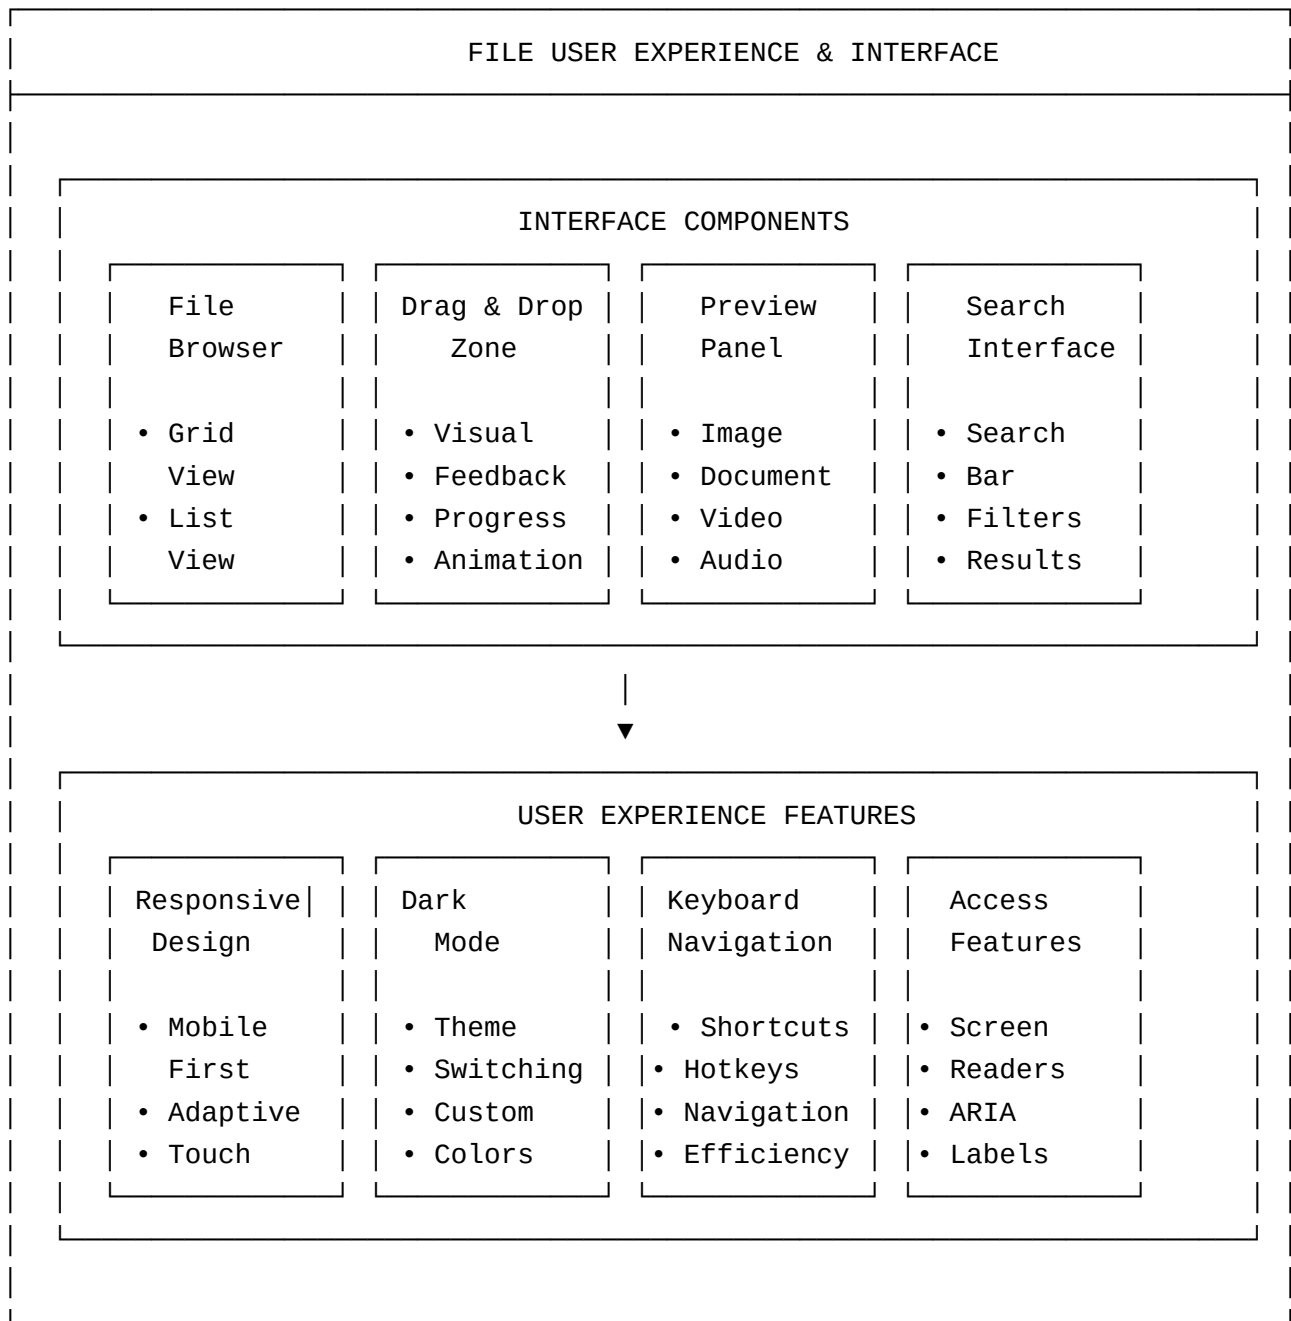 FILE USER EXPERIENCE & INTERFACE
INTERFACE COMPONENTS
File Drag & Drop Preview Search
Browser Zone Panel Interface
• Grid • Visual • Image • Search
View • Feedback • Document • Bar
• List • Progress • Video • Filters
View • Animation • Audio • Results
▼
USER EXPERIENCE FEATURES
Responsive Dark Keyboard Access
Design Mode Navigation Features
• Mobile • Theme • Shortcuts • Screen
First • Switching • Hotkeys • Readers
• Adaptive • Custom • Navigation • ARIA
• Touch • Colors • Efficiency • Labels